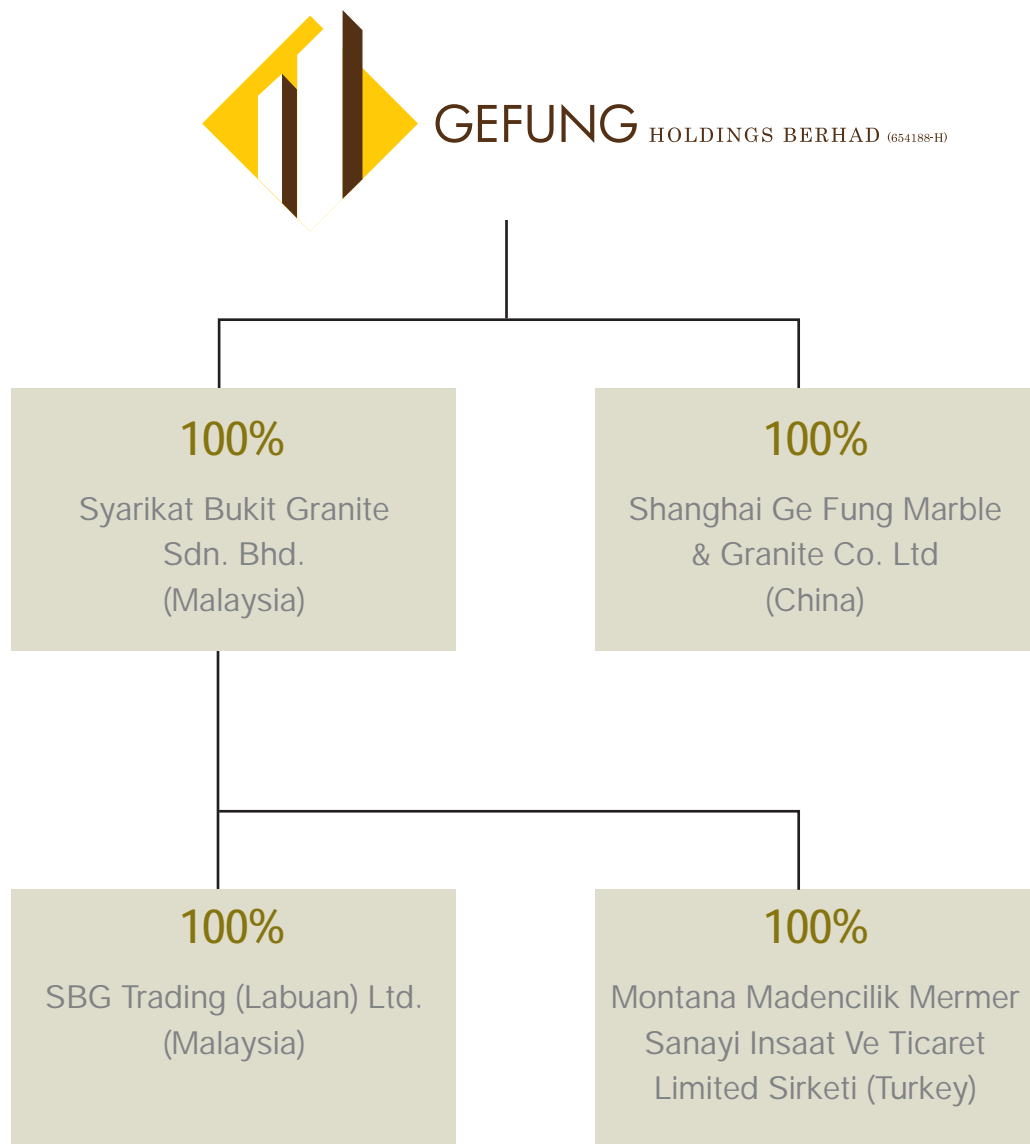 GEFUNG HOLDINGS BERHAD (654188-H)
100%
Syarikat Bukit Granite
Sdn. Bhd.
(Malaysia)
100%
Shanghai Ge Fung Marble
& Granite Co. Ltd
(China)
100%
SBG Trading (Labuan) Ltd.
(Malaysia)
100%
Montana Madencilik Mermer
Sanayi Insaat Ve Ticaret
Limited Sirketi (Turkey)